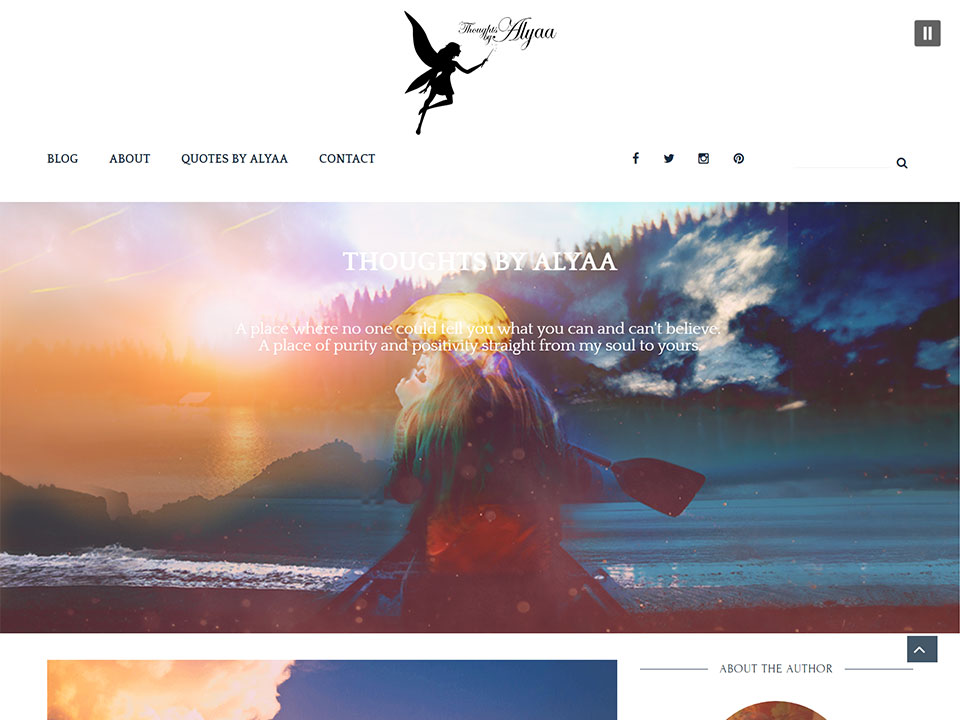 Thoughts
by Alyaa
BLOG ABOUT QUOTES BY ALYAA CONTACT
THOUGHTS BY ALYAA
A place where no one could tell you what you can and can't believe.
A place of purity and positivity straight from my soul to yours.
ABOUT THE AUTHOR